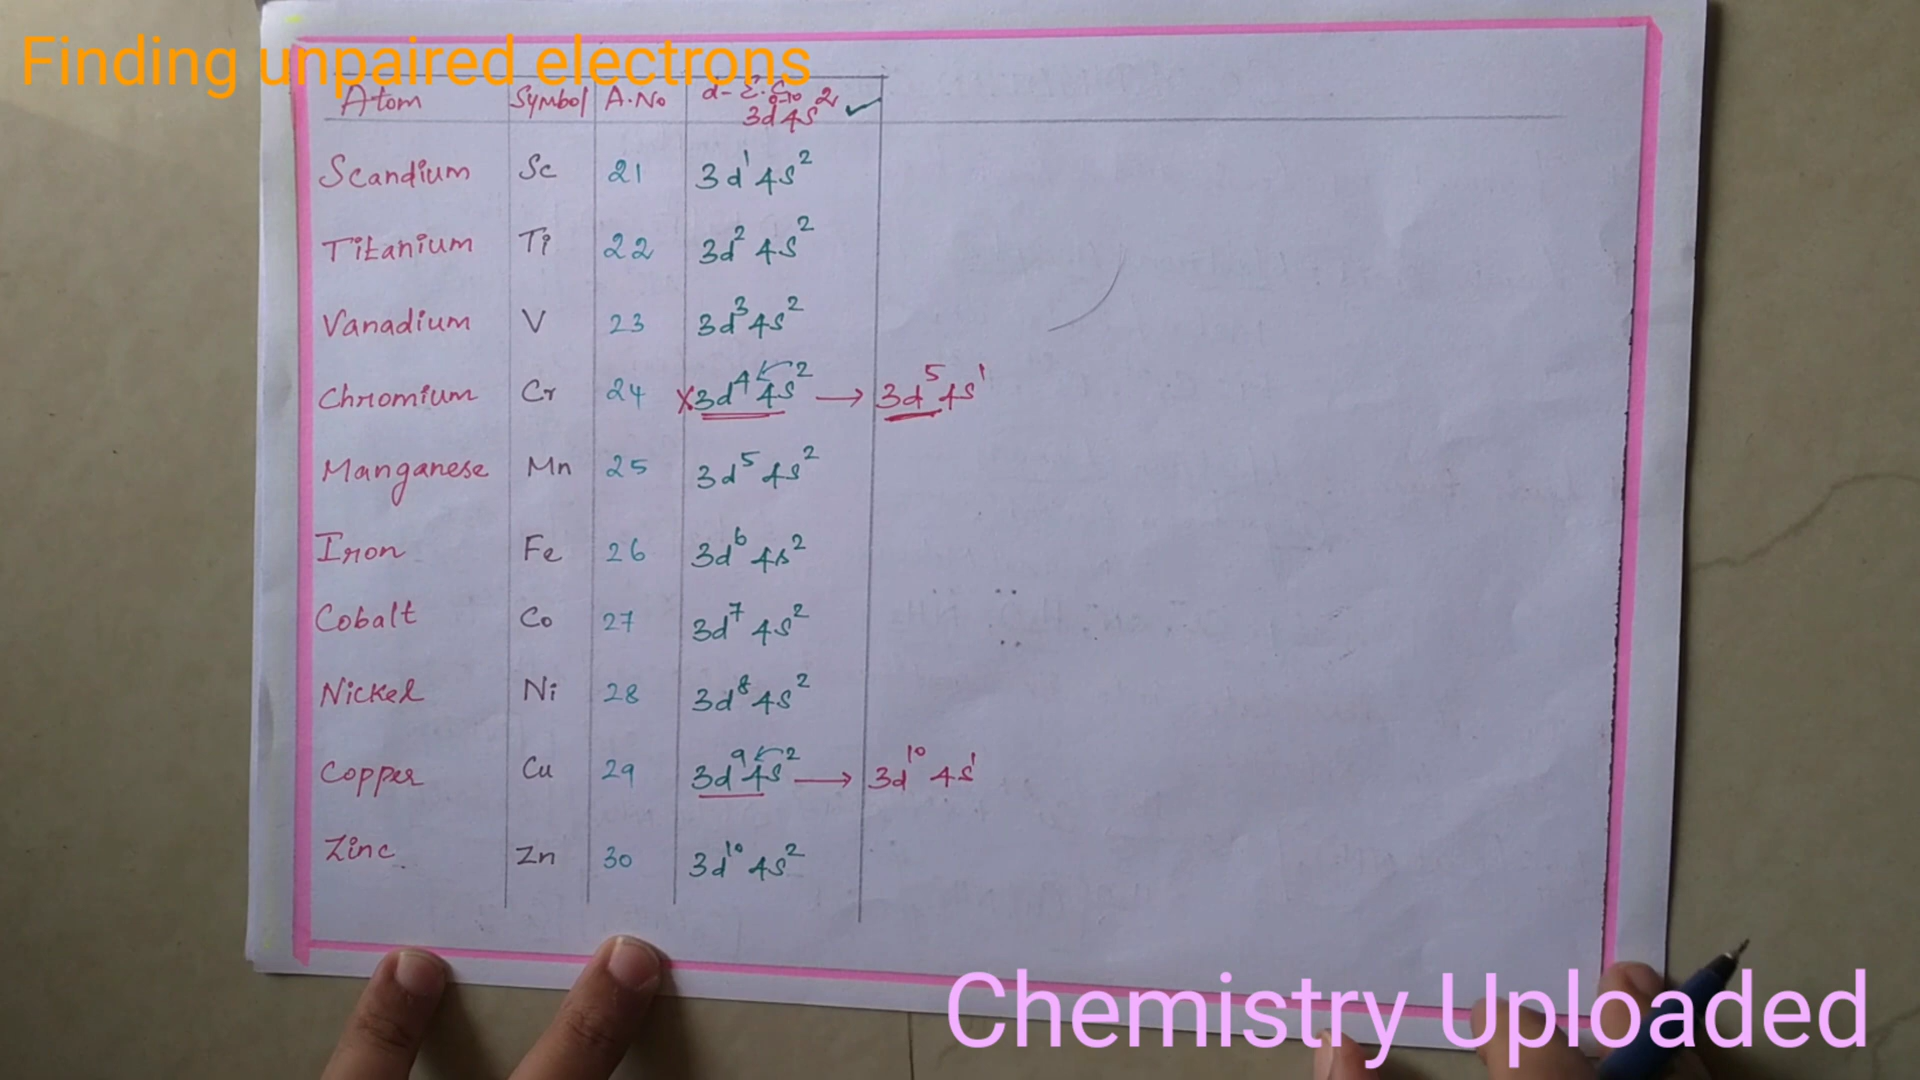 Finding unpaired electrons
Atom Symbol A.No d-E.C
3d⁰⁻¹⁰ 4s² ✓
Scandium Sc 21 3d¹ 4s²
Titanium Ti 22 3d² 4s²
Vanadium V 23 3d³ 4s²
Chromium Cr 24 x 3d⁴ 4s² → 3d⁵ 4s¹
Manganese Mn 25 3d⁵ 4s²
Iron Fe 26 3d⁶ 4s²
Cobalt Co 27 3d⁷ 4s²
Nickel Ni 28 3d⁸ 4s²
Copper Cu 29 3d⁹ 4s² → 3d¹⁰ 4s¹
Zinc Zn 30 3d¹⁰ 4s²
Chemistry Uploaded